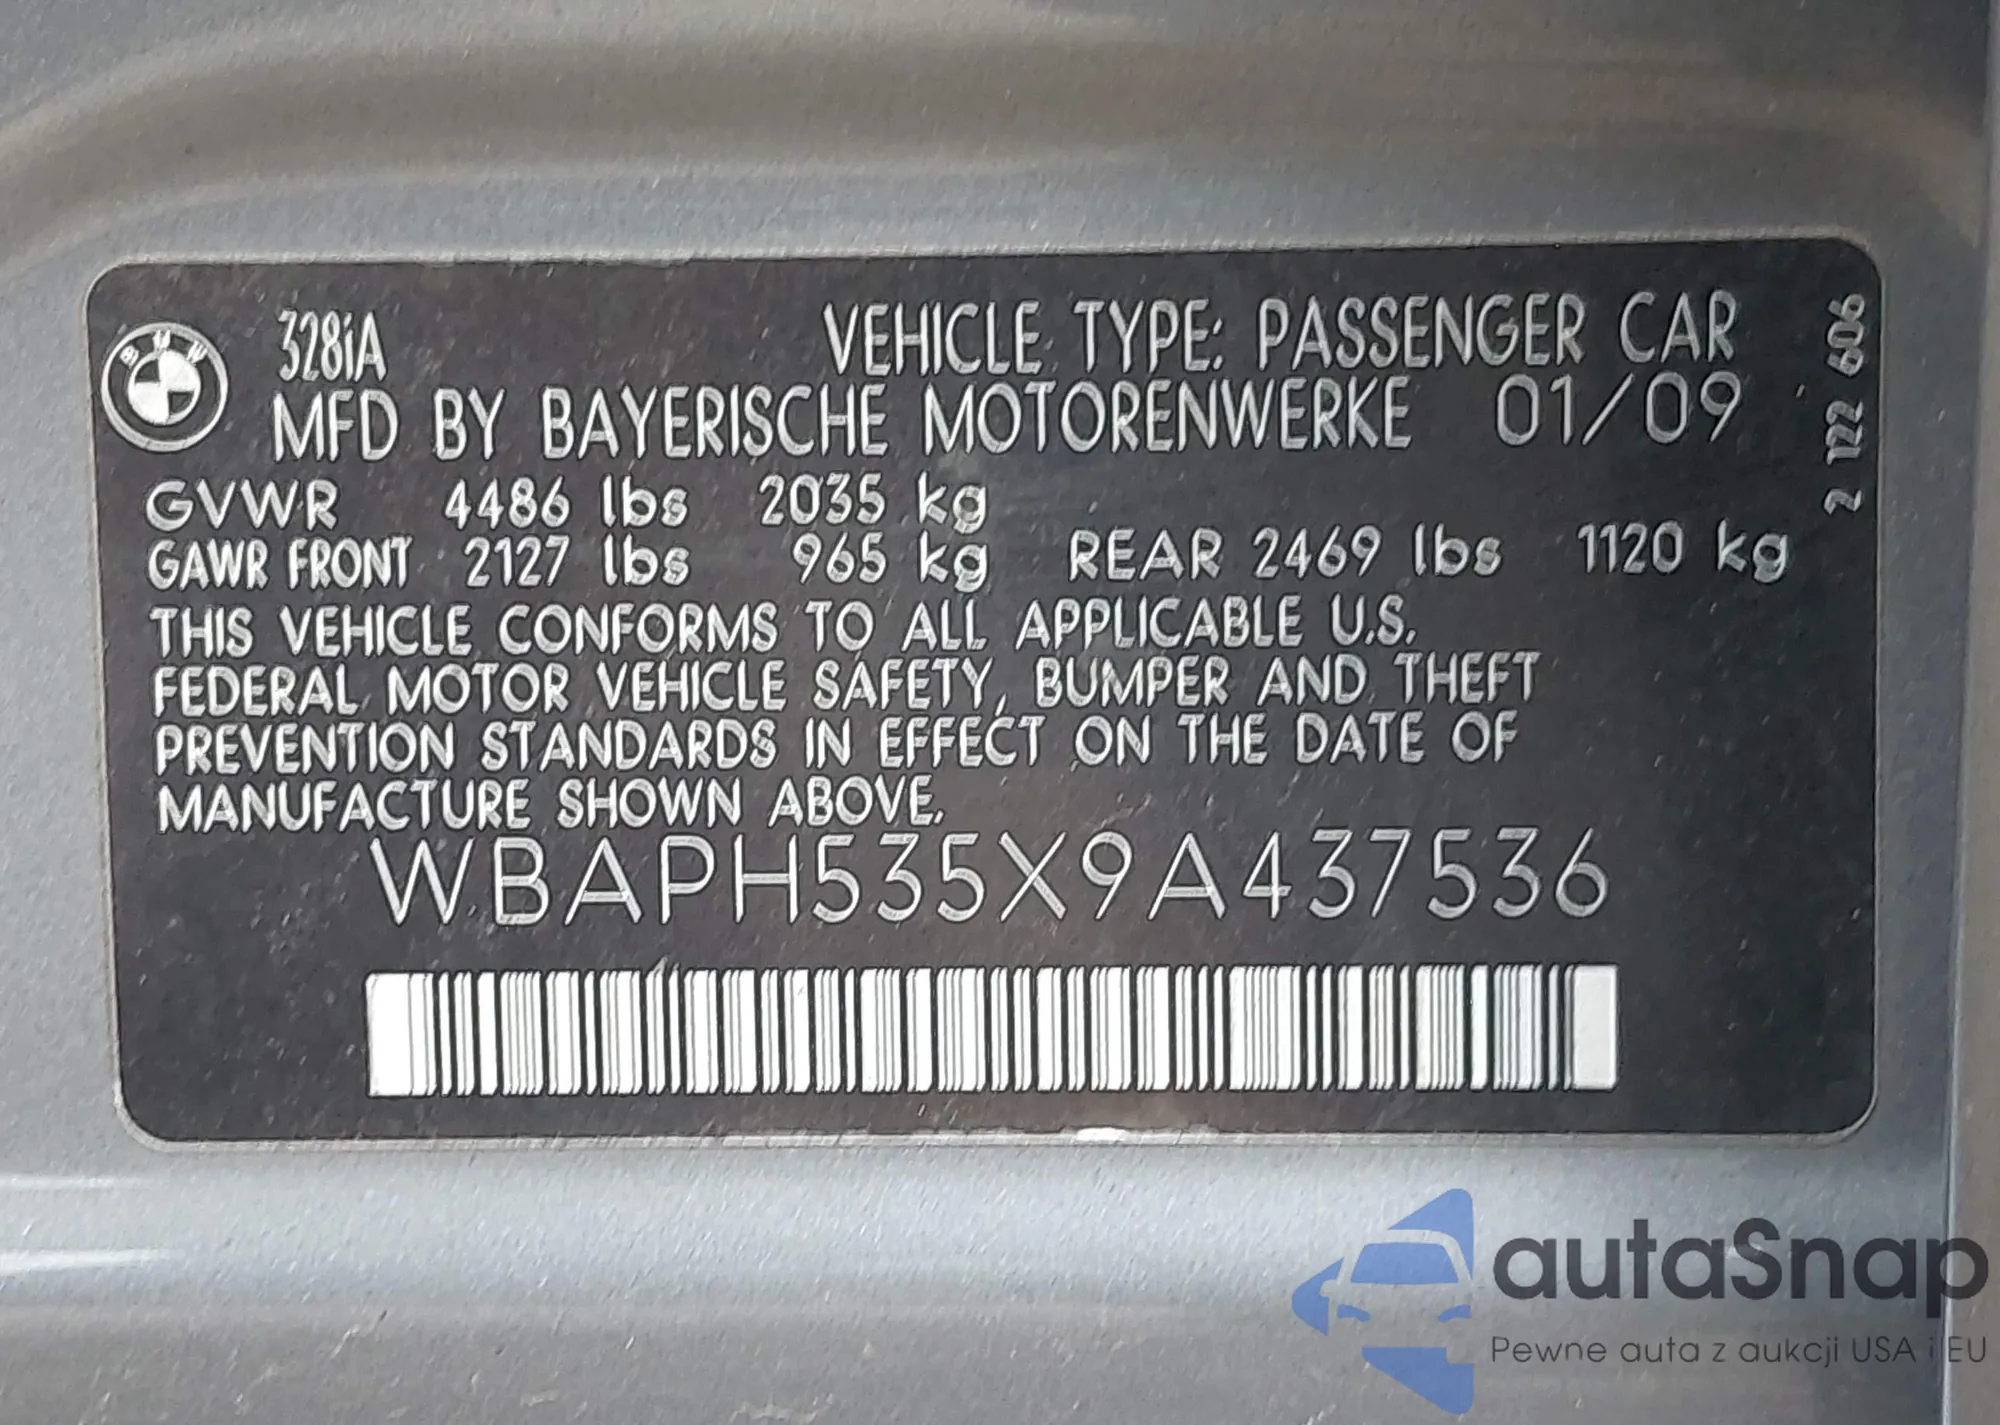 BMW
328iA
VEHICLE TYPE: PASSENGER CAR
MFD BY BAYERISCHE MOTORENWERKE 01/09
GVWR 4486 lbs 2035 kg
GAWR FRONT 2127 lbs 965 kg REAR 2469 lbs 1120 kg
THIS VEHICLE CONFORMS TO ALL APPLICABLE U.S.
FEDERAL MOTOR VEHICLE SAFETY, BUMPER AND THEFT
PREVENTION STANDARDS IN EFFECT ON THE DATE OF
MANUFACTURE SHOWN ABOVE.
WBAPH535X9A437536
2 122 606
autaSnap
Pewne auta z aukcji USA i EU